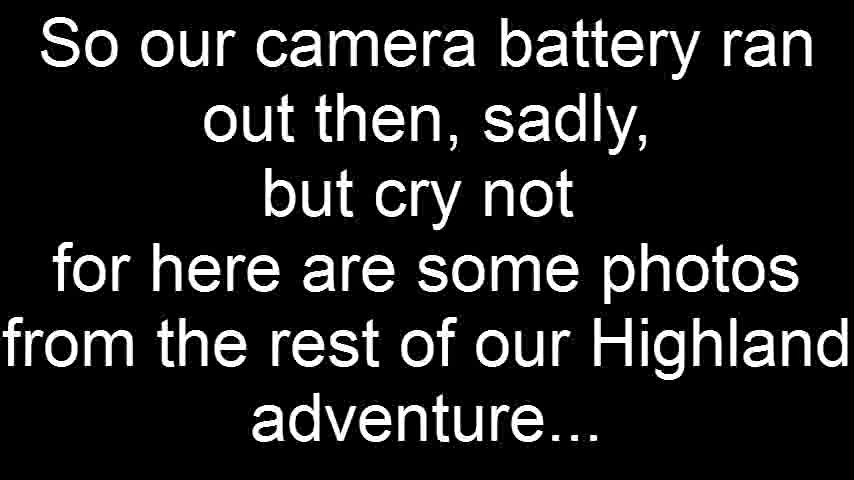 So our camera battery ran
out then, sadly,
but cry not
for here are some photos
from the rest of our Highland
adventure...